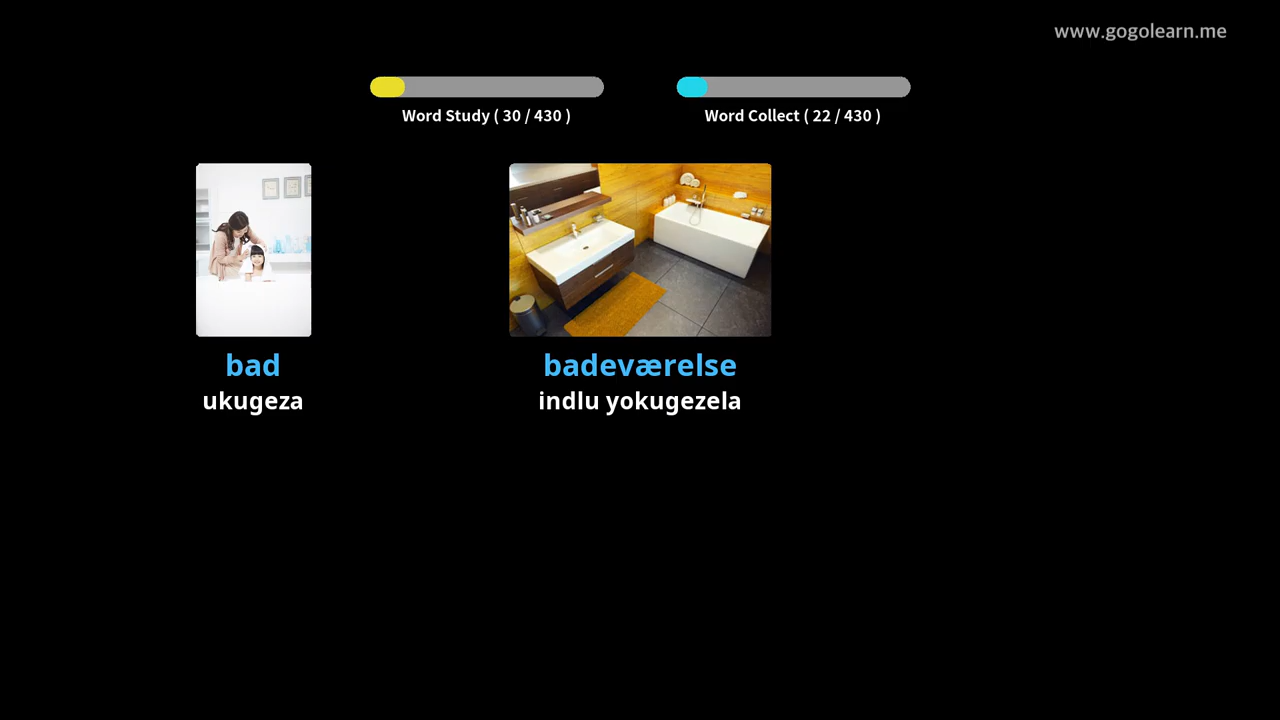 www.gogolearn.me
Word Study ( 30 / 430 )
Word Collect ( 22 / 430 )
bad
ukugeza
badeværelse
indlu yokugezela